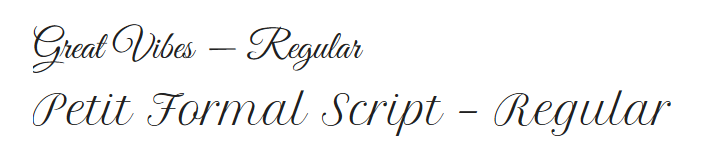 Great Vibes — Regular
Petit Formal Script - Regular